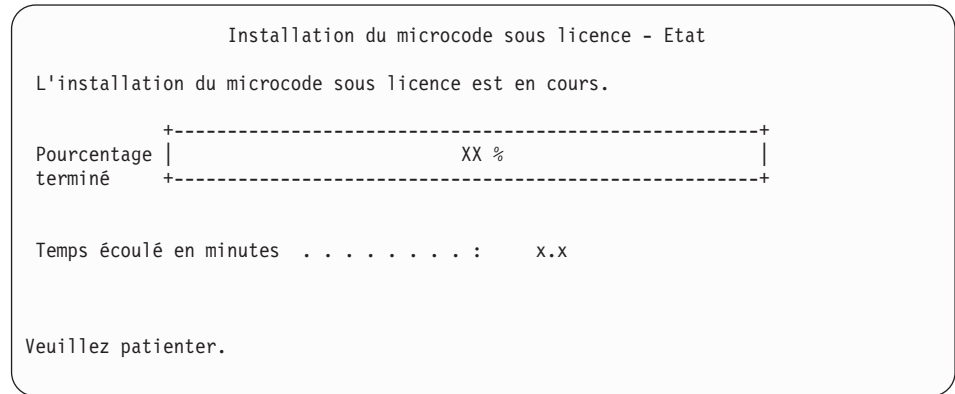 Installation du microcode sous licence - Etat
L'installation du microcode sous licence est en cours.
+-------------------------------------------------------+
Pourcentage | XX % |
terminé +-------------------------------------------------------+
Temps écoulé en minutes . . . . . . . . : x.x
Veuillez patienter.